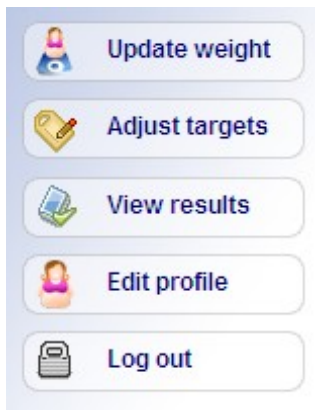 Update weight
Adjust targets
View results
Edit profile
Log out